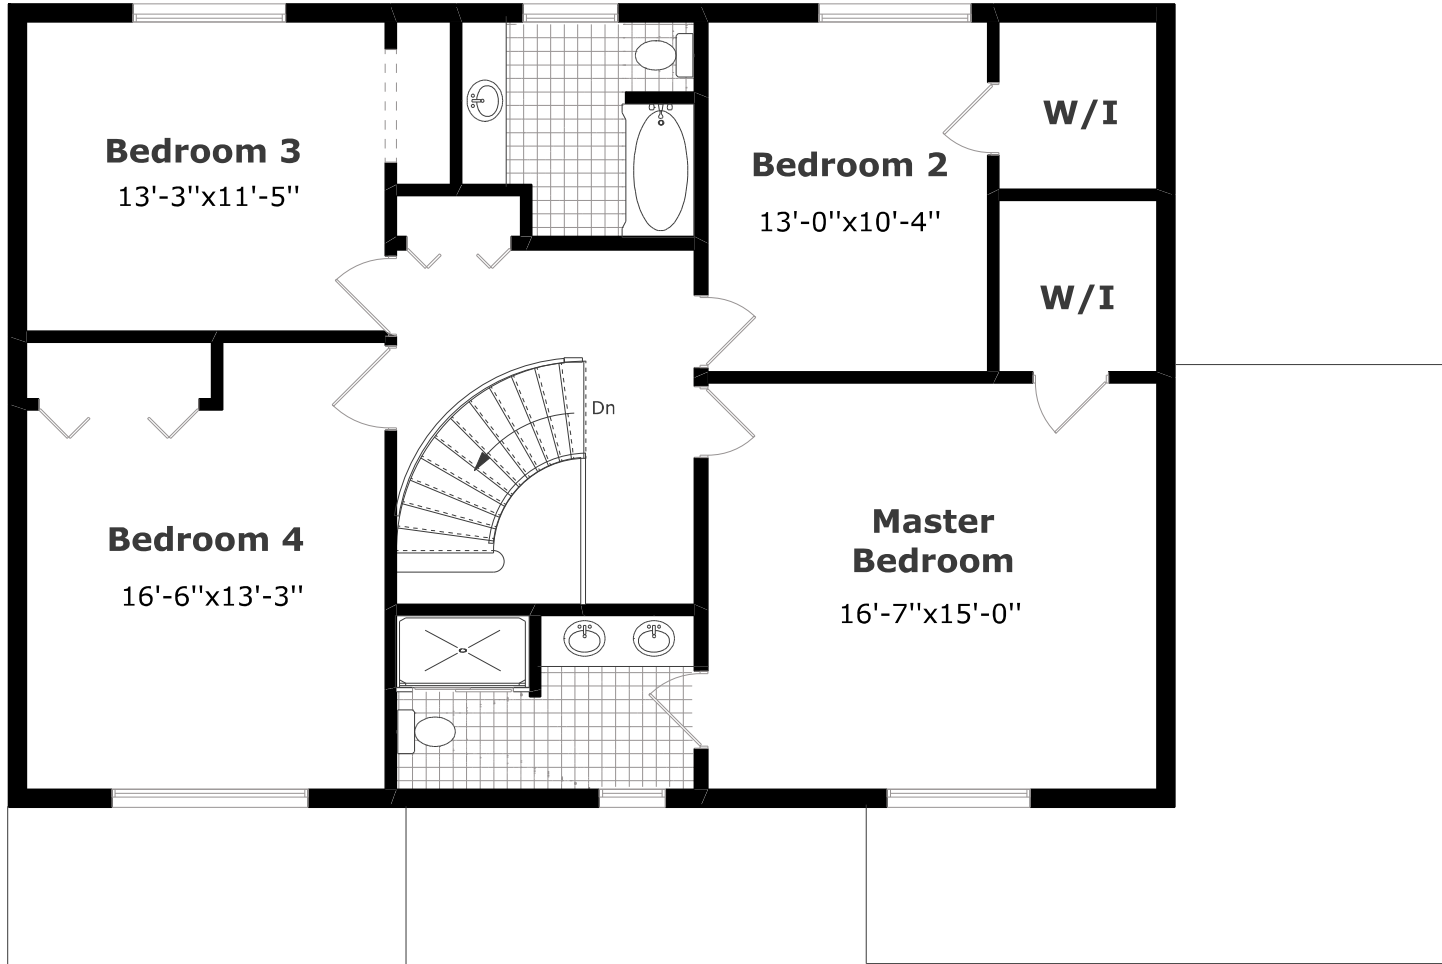 Bedroom 3
13'-3''x11'-5''
Bedroom 2
13'-0''x10'-4''
W/I
W/I
Dn
Bedroom 4
16'-6''x13'-3''
Master
Bedroom
16'-7''x15'-0''